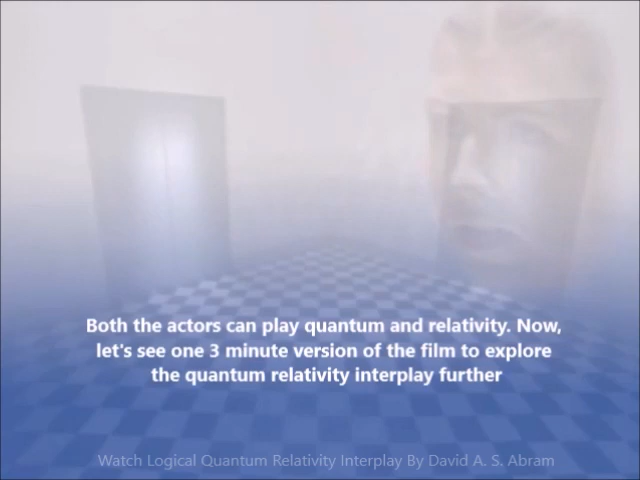 Both the actors can play quantum and relativity. Now,
let's see one 3 minute version of the film to explore
the quantum relativity interplay further
Watch Logical Quantum Relativity Interplay By David A. S. Abram